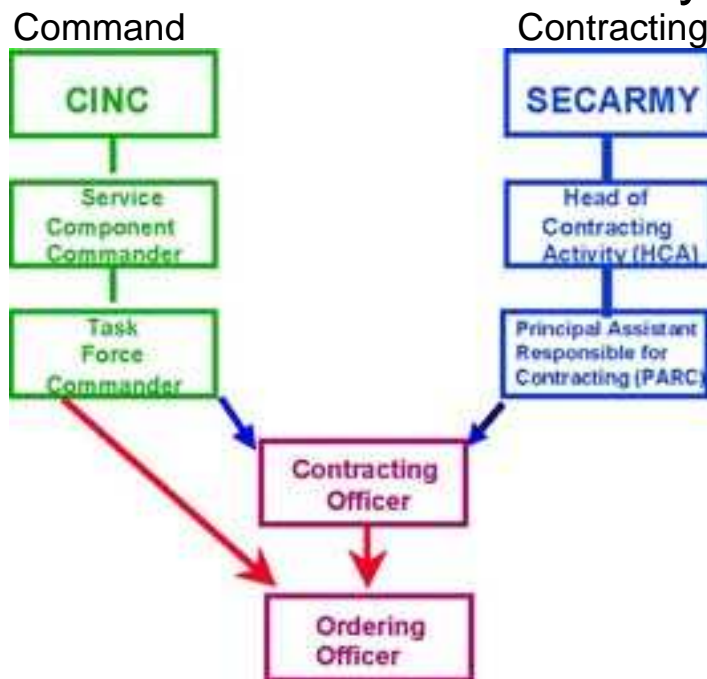 Command
Contracting
CINC
SECARMY
Service
Component
Commander
Head of
Contracting
Activity (HCA)
Task
Force
Commander
Principal Assistant
Responsible for
Contracting (PARC)
Contracting
Officer
Ordering
Officer